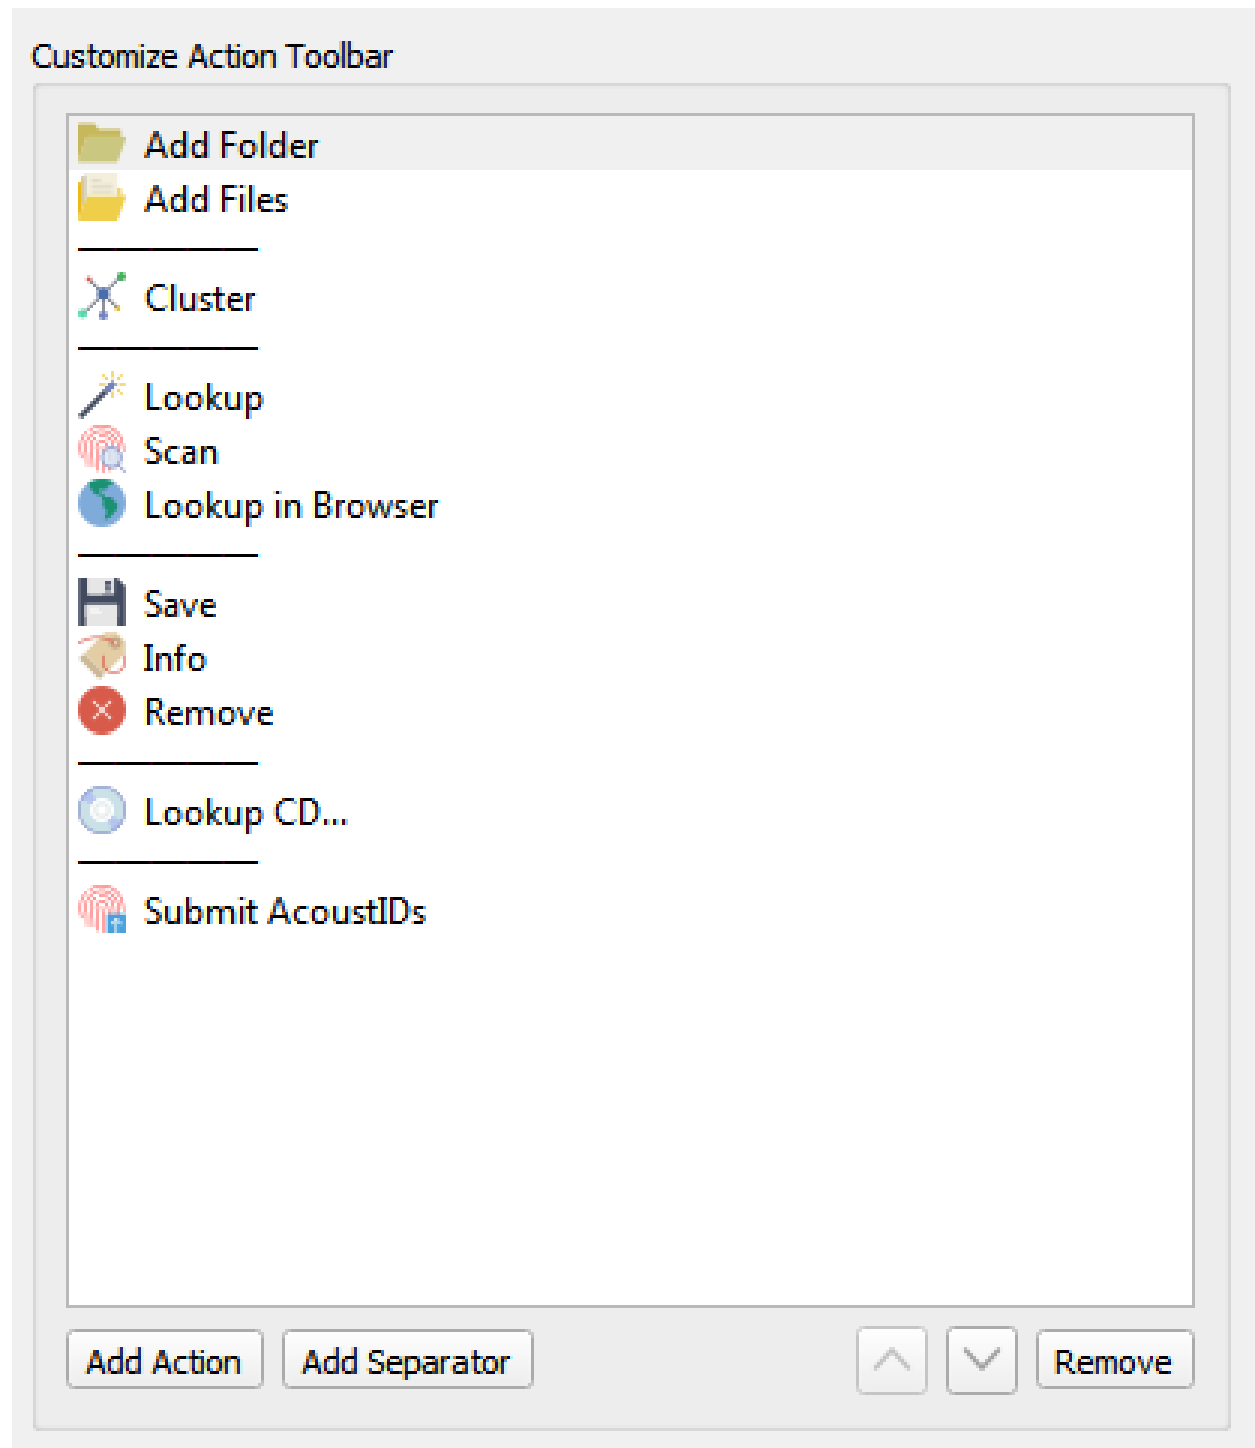 Customize Action Toolbar
Add Folder
Add Files
Cluster
Lookup
Scan
Lookup in Browser
Save
Info
Remove
Lookup CD...
Submit AcoustIDs
Add Action Add Separator Remove